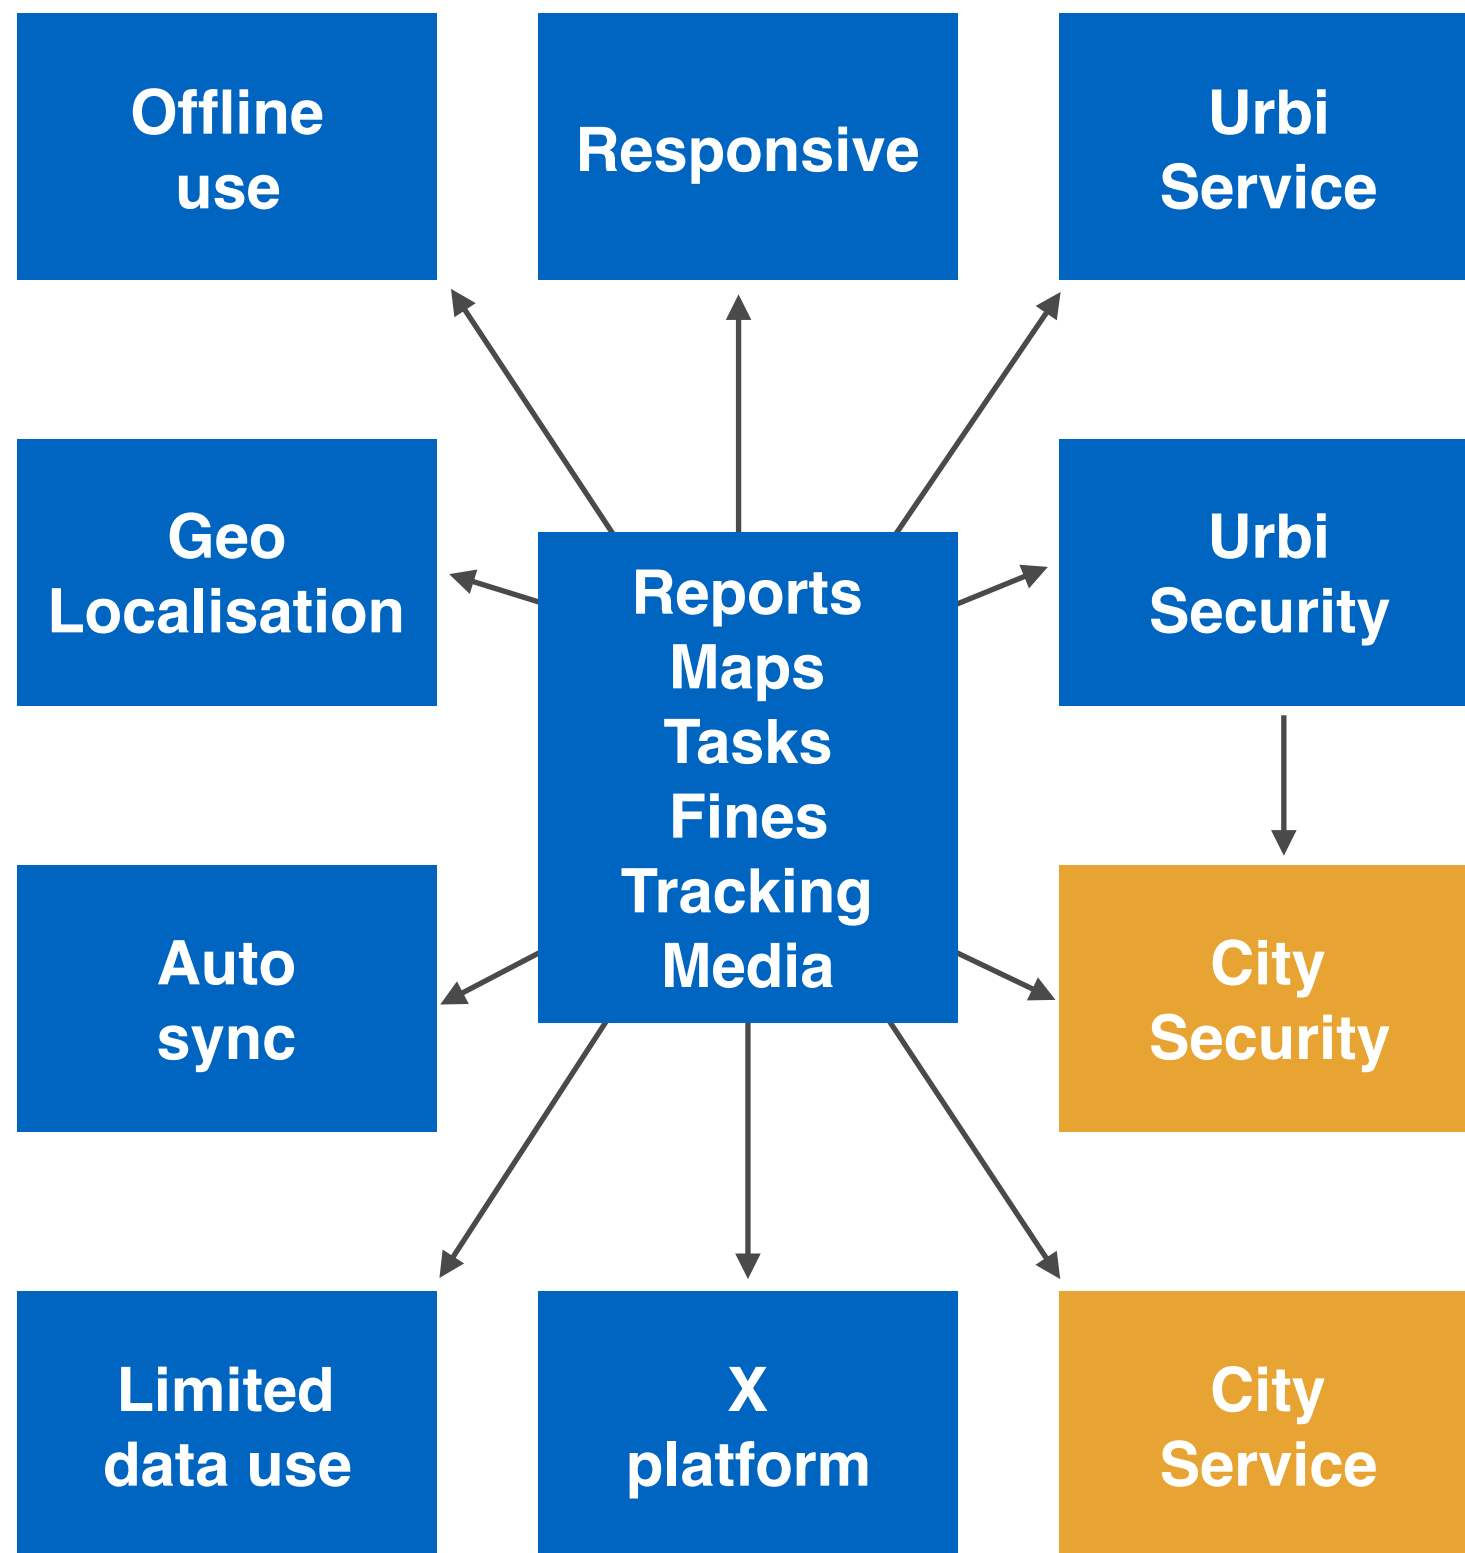 Offline
use
Responsive
Urbi
Service
Geo
Localisation
Reports
Maps
Tasks
Fines
Tracking
Media
Urbi
Security
Auto
sync
City
Security
Limited
data use
X
platform
City
Service